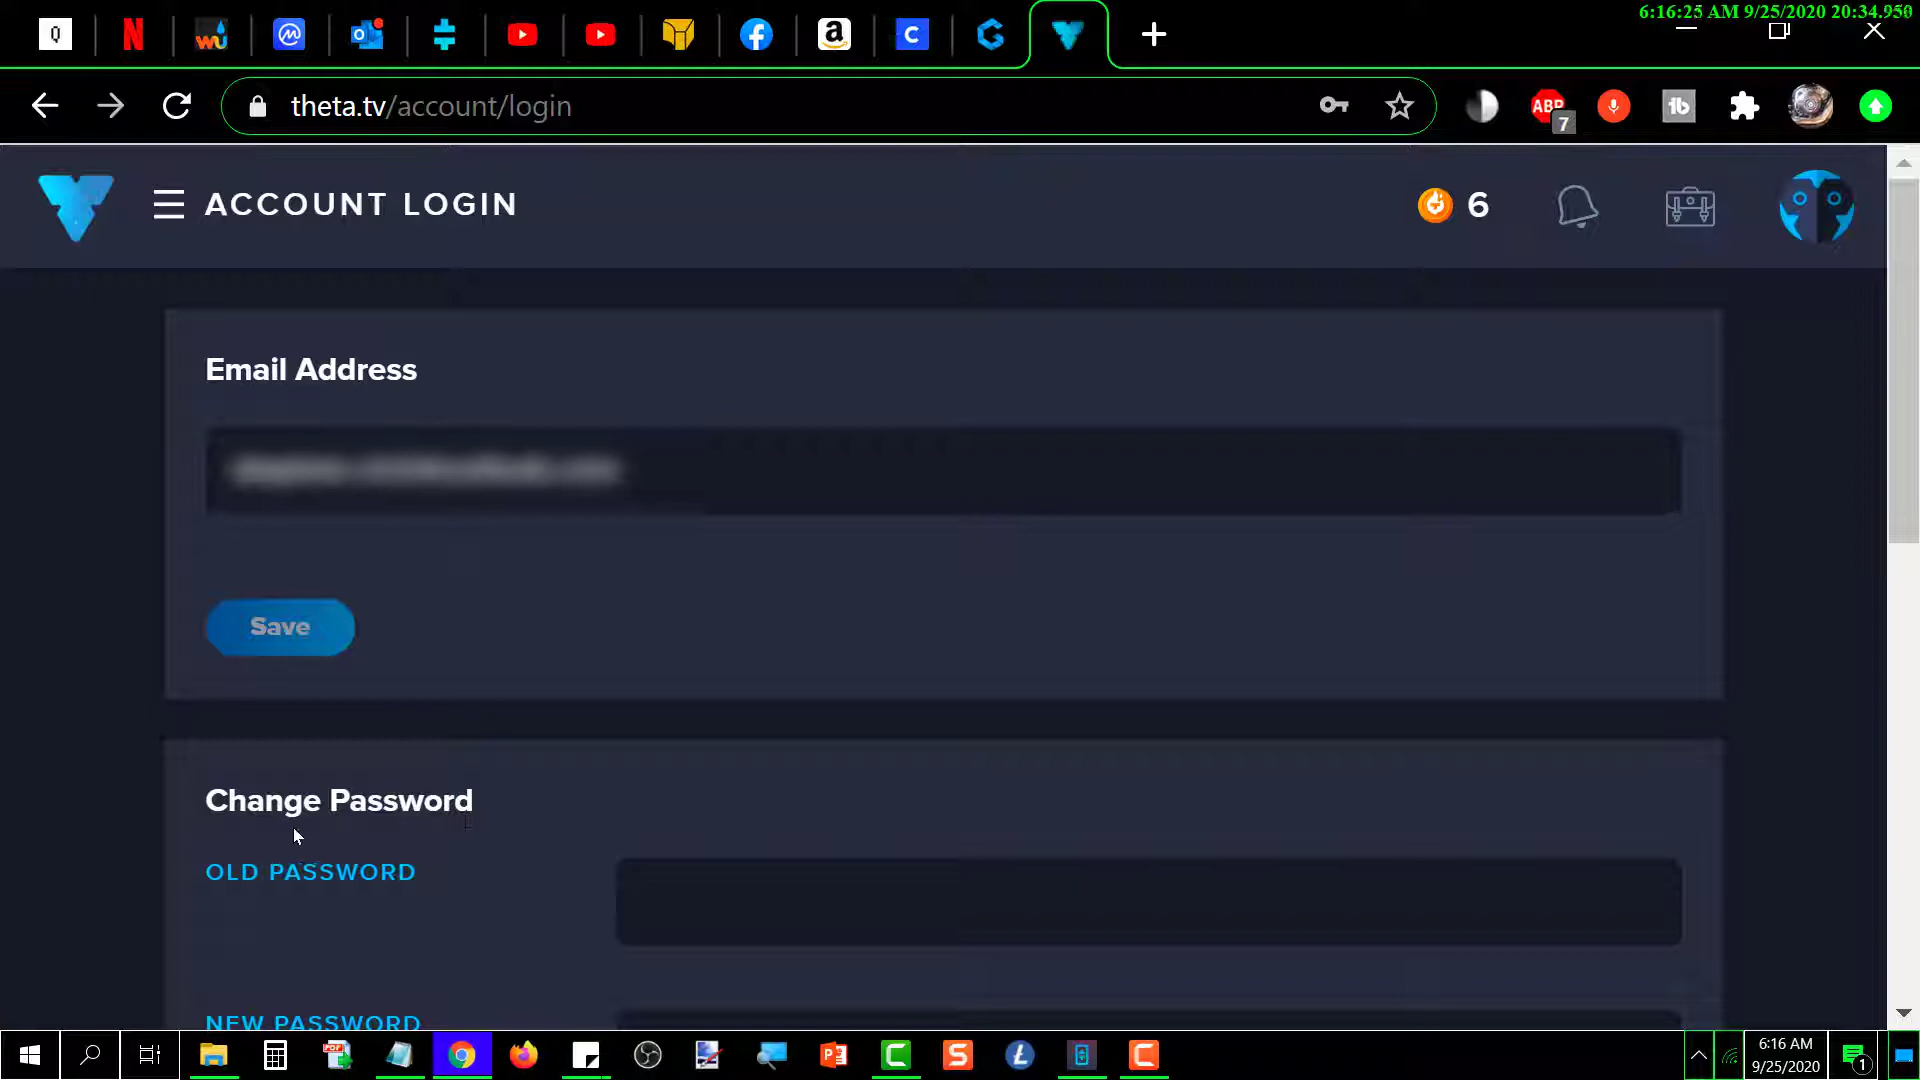 6:16:25 AM 9/25/2020 20:34.950
theta.tv/account/login
ABP
7
ACCOUNT LOGIN
6
Email Address
Save
Change Password
OLD PASSWORD
NEW PASSWORD
6:16 AM
9/25/2020
1